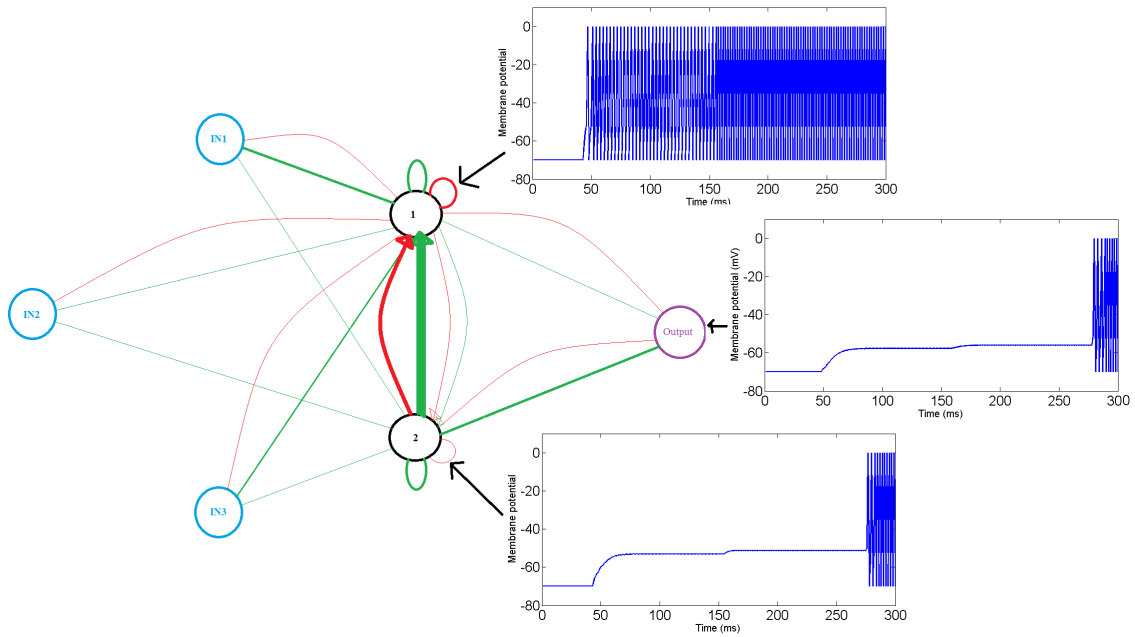 IN1
IN2
IN3
1
2
Output
Membrane potential
0
-20
-40
-60
-80
0 50 100 150 200 250 300
Time (ms)
Membrane potential (mV)
0
-20
-40
-60
-80
0 50 100 150 200 250 300
Time (ms)
Membrane potential
0
-20
-40
-60
-80
0 50 100 150 200 250 300
Time (ms)